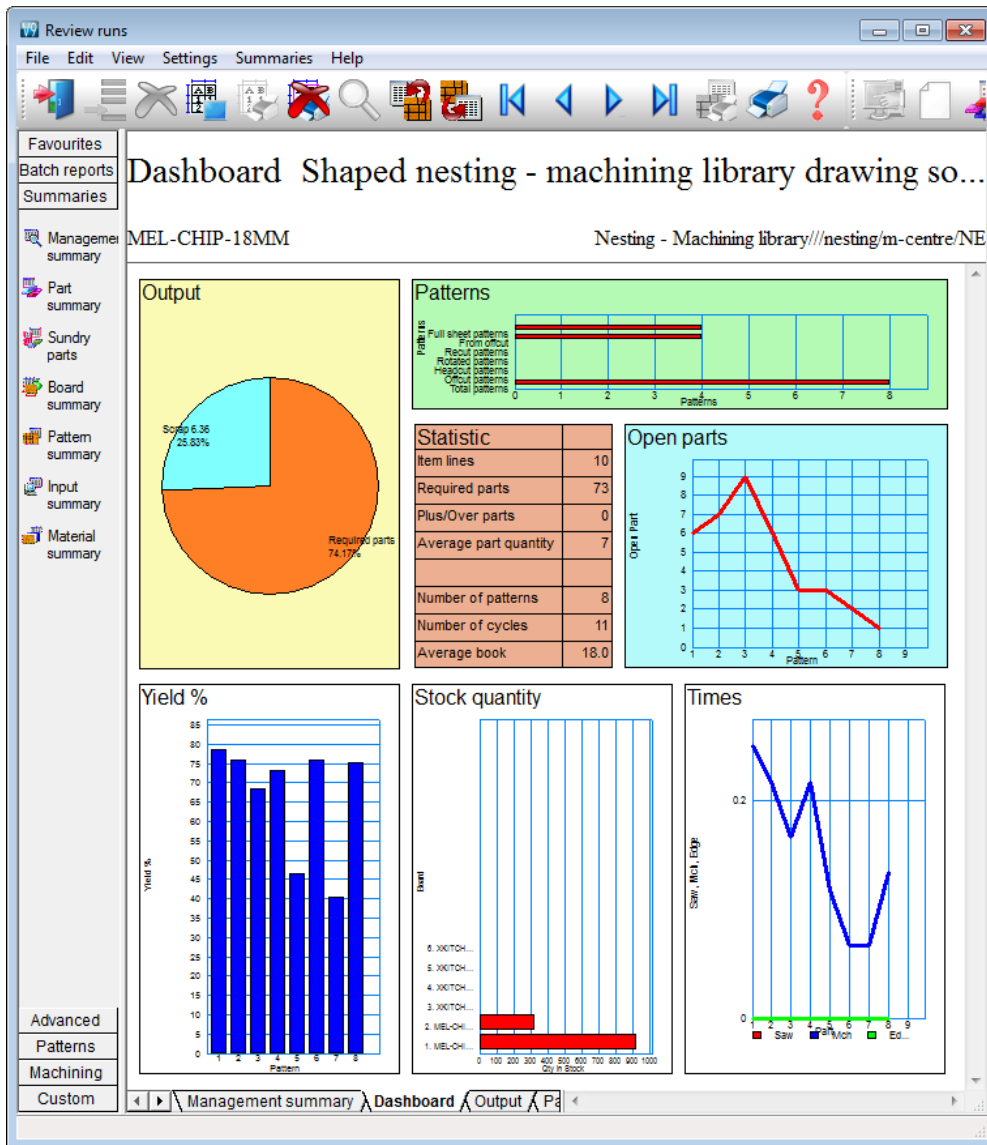 Review runs
File Edit View Settings Summaries Help
Favourites
Batch reports
Summaries
Managemen
summary
Part
summary
Sundry
parts
Board
summary
Pattern
summary
Input
summary
Material
summary
Advanced
Patterns
Machining
Custom
Dashboard Shaped nesting - machining library drawing so...
MEL-CHIP-18MM
Nesting - Machining library///nesting/m-centre/NE
Output
Scrap 6.36
25.83%
Required parts
74.17%
Patterns
Patterns
Full sheet patterns
From offcut
Recut patterns
Rotated patterns
Headcut patterns
Offcut patterns
Total patterns
0 1 2 3 4 5 6 7 8
Patterns
Statistic
Item lines 10
Required parts 73
Plus/Over parts 0
Average part quantity 7
Number of patterns 8
Number of cycles 11
Average book 18.0
Open parts
Open Part
9
8
7
6
5
4
3
2
1
0
1 2 3 4 5 6 7 8 9
Pattern
Yield %
Yield %
85
80
75
70
65
60
55
50
45
40
35
30
25
20
15
10
5
0
1 2 3 4 5 6 7 8
Pattern
Stock quantity
Board
6. XKITCH...
5. XKITCH...
4. XKITCH...
3. XKITCH...
2. MEL-CHI...
1. MEL-CHI...
0 100 200 300 400 500 600 700 800 900 1000
Qty in Stock
Times
Saw, Mch, Edge
0.2
0
1 2 3 4 5 6 7 8 9
Part
Saw Mch Ed...
Management summary Dashboard Output Pa